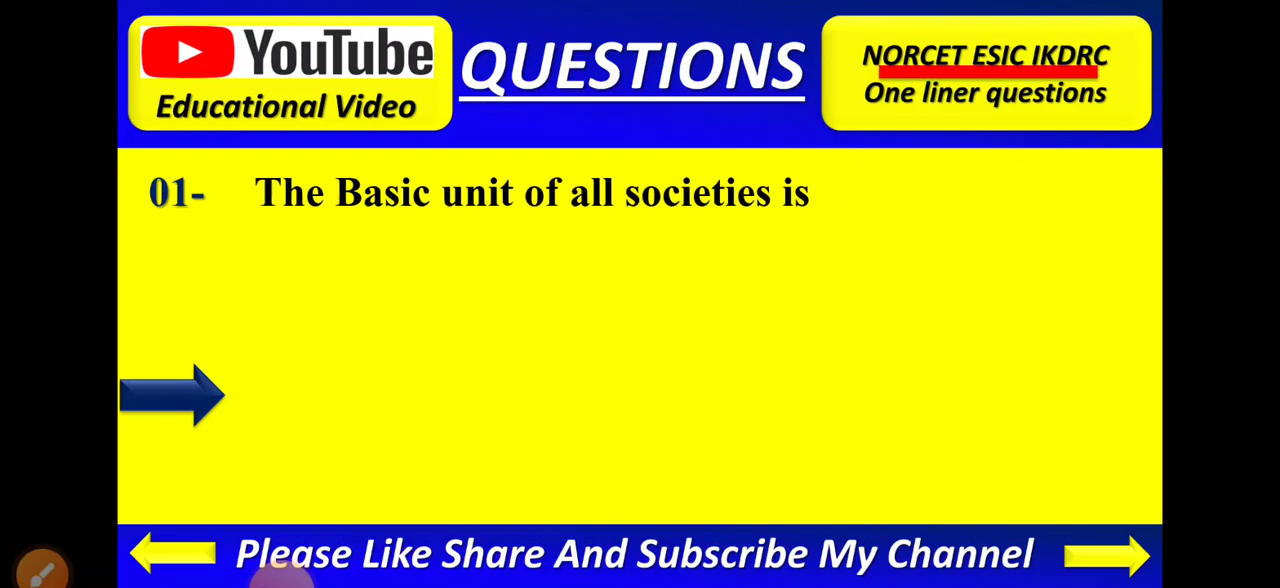 YouTube
Educational Video
QUESTIONS
NORCET ESIC IKDRC
One liner questions
01- The Basic unit of all societies is
Please Like Share And Subscribe My Channel